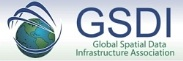 GSDI
Global Spatial Data
Infrastructure Association